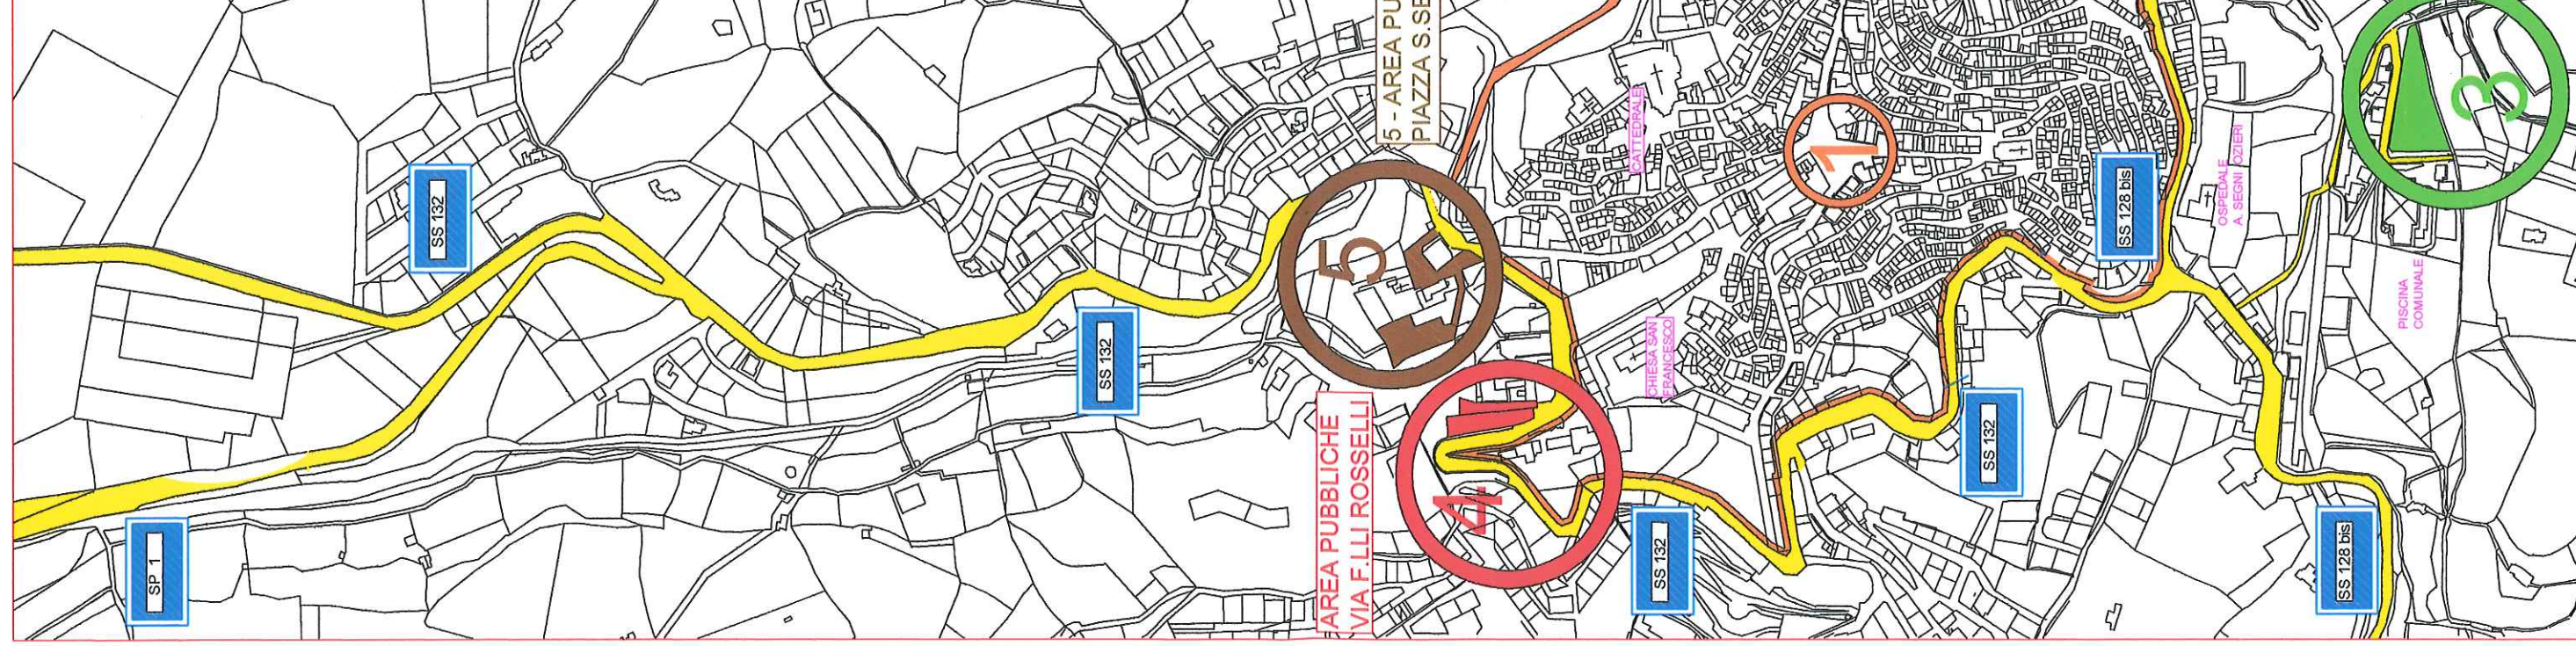 SP 1
SS 132
SS 132
AREA PUBBLICHE
VIA F.LLI ROSSELLI
5
5 - AREA PU
PIAZZA S.SE
4
SS 132
CHIESA SAN
FRANCESCO
CATTEDRALE
1
SS 132
SS 128 bis
OSPEDALE
A. SEGNI OZIERI
SS 128 bis
PISCINA
COMUNALE
3